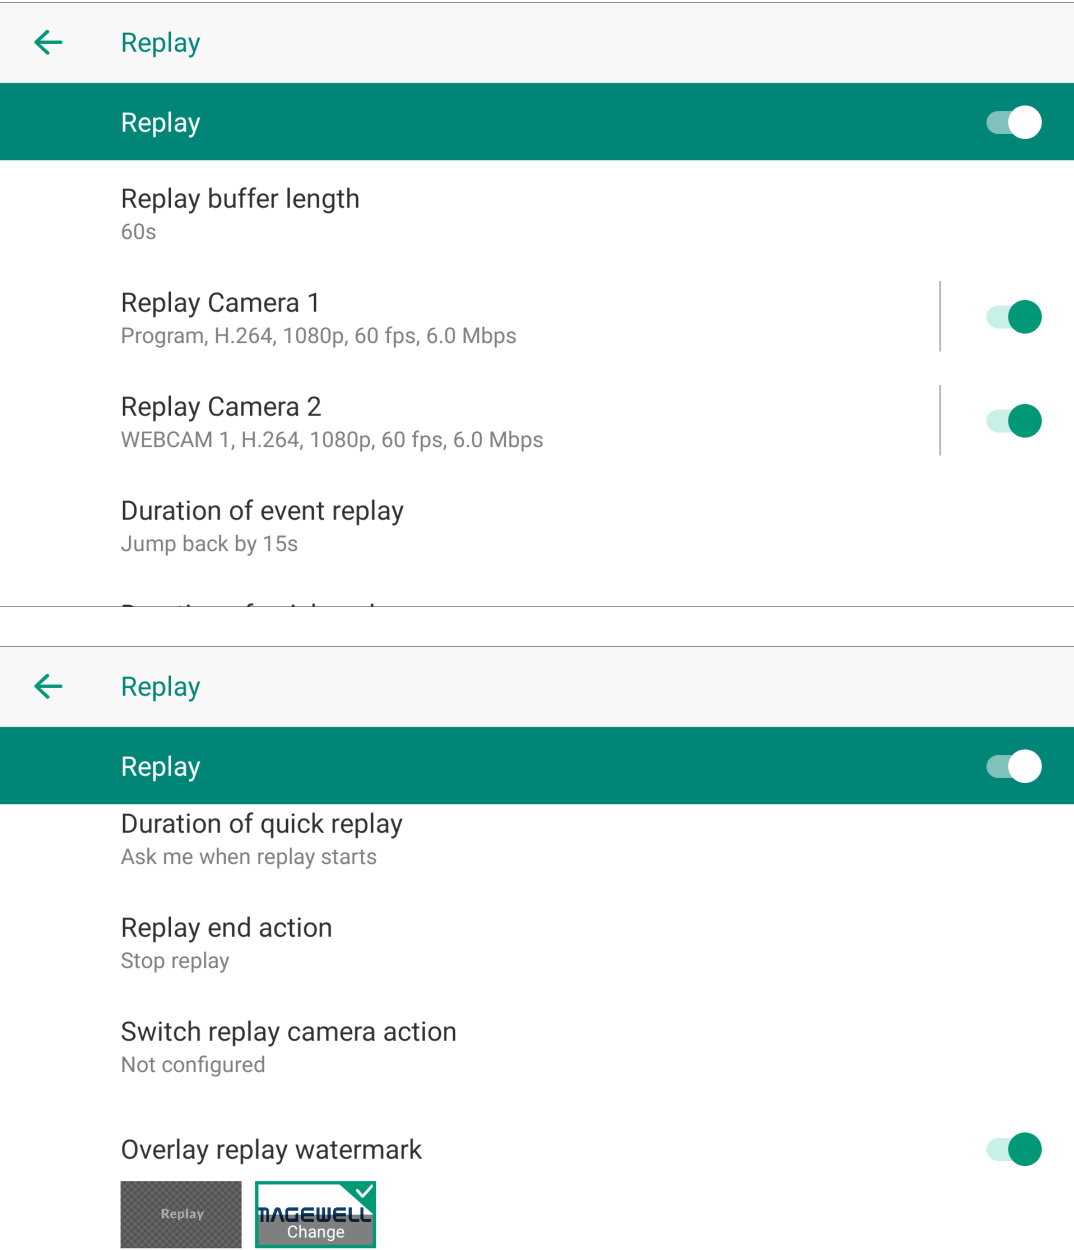 Replay
Replay
Replay buffer length
60s
Replay Camera 1
Program, H.264, 1080p, 60 fps, 6.0 Mbps
Replay Camera 2
WEBCAM 1, H.264, 1080p, 60 fps, 6.0 Mbps
Duration of event replay
Jump back by 15s
Replay
Replay
Duration of quick replay
Ask me when replay starts
Replay end action
Stop replay
Switch replay camera action
Not configured
Overlay replay watermark
Replay
MAGEWELL
Change